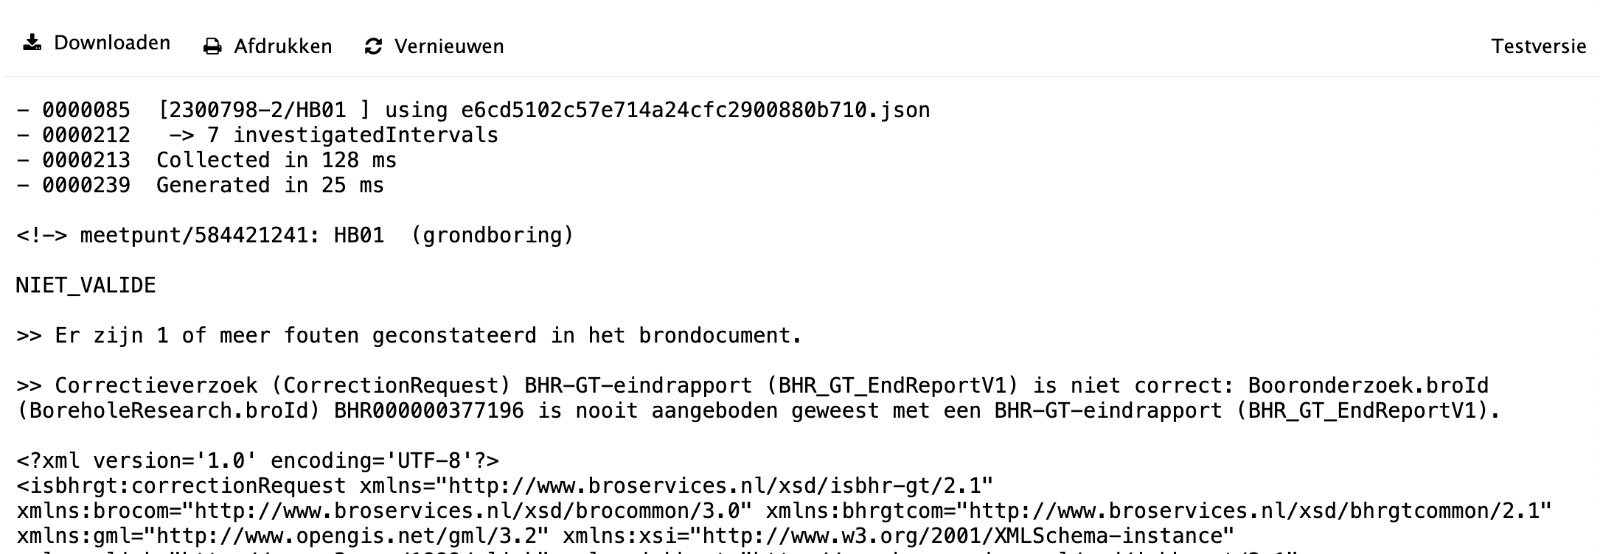 Downloaden Afdrukken Vernieuwen Testversie
- 0000085 [2300798-2/HB01 ] using e6cd5102c57e714a24cfc2900880b710.json
- 0000212 -> 7 investigatedIntervals
- 0000213 Collected in 128 ms
- 0000239 Generated in 25 ms
<!-> meetpunt/584421241: HB01 (grondboring)
NIET_VALIDE
>> Er zijn 1 of meer fouten geconstateerd in het brondocument.
>> Correctieverzoek (CorrectionRequest) BHR-GT-eindrapport (BHR_GT_EndReportV1) is niet correct: Booronderzoek.broId
(BoreholeResearch.broId) BHR000000377196 is nooit aangeboden geweest met een BHR-GT-eindrapport (BHR_GT_EndReportV1).
<?xml version='1.0' encoding='UTF-8'?>
<isbhrgt:correctionRequest xmlns="http://www.broservices.nl/xsd/isbhr-gt/2.1"
xmlns:brocom="http://www.broservices.nl/xsd/brocommon/3.0" xmlns:bhrgtcom="http://www.broservices.nl/xsd/bhrgtcommon/2.1"
xmlns:gml="http://www.opengis.net/gml/3.2" xmlns:xsi="http://www.w3.org/2001/XMLSchema-instance"